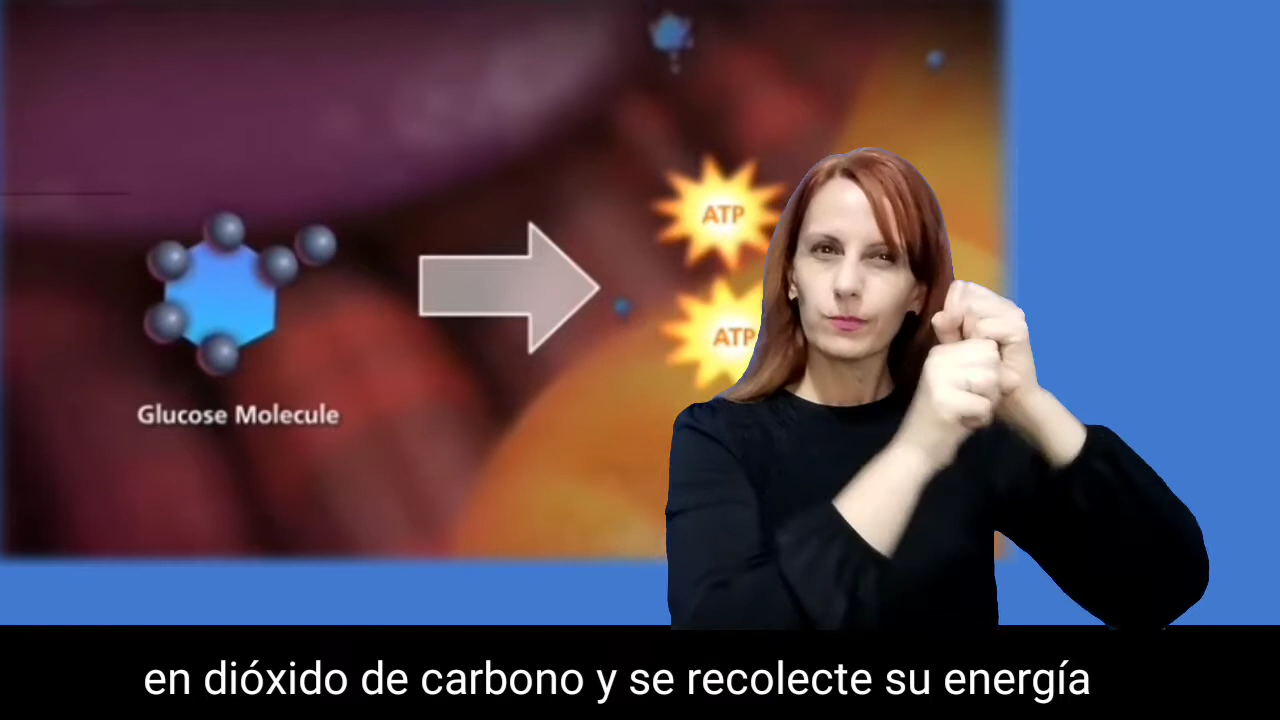 ATP
ATP
Glucose Molecule
en dióxido de carbono y se recolecte su energía